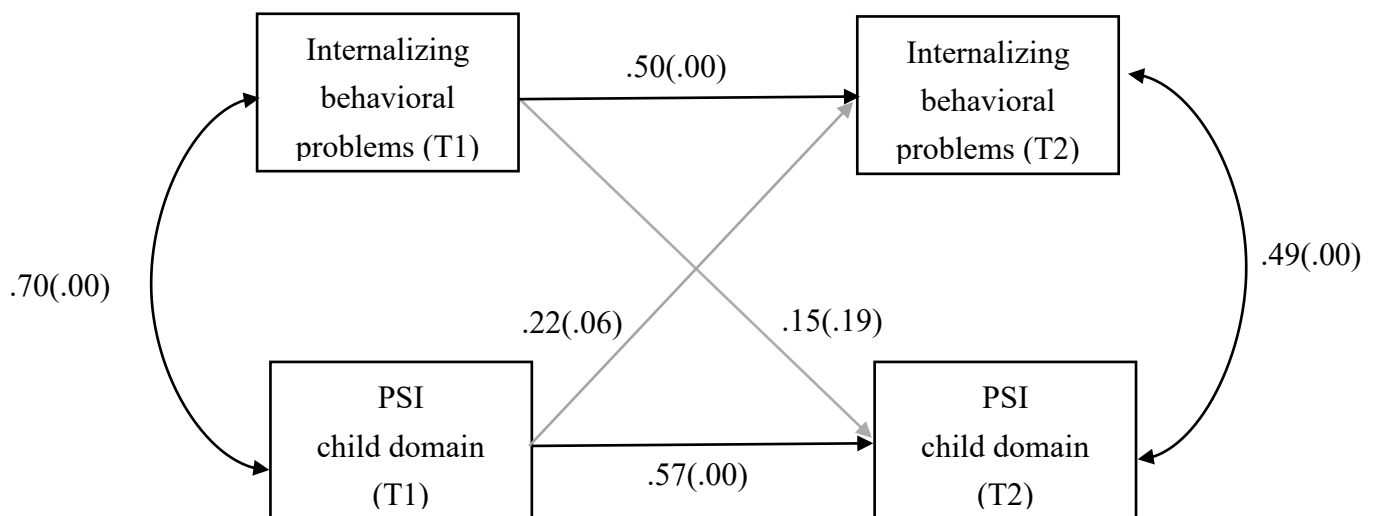 Internalizing
behavioral
problems (T1)
.50(.00)
Internalizing
behavioral
problems (T2)
.70(.00)
.49(.00)
.22(.06)
.15(.19)
PSI
child domain
(T1)
.57(.00)
PSI
child domain
(T2)